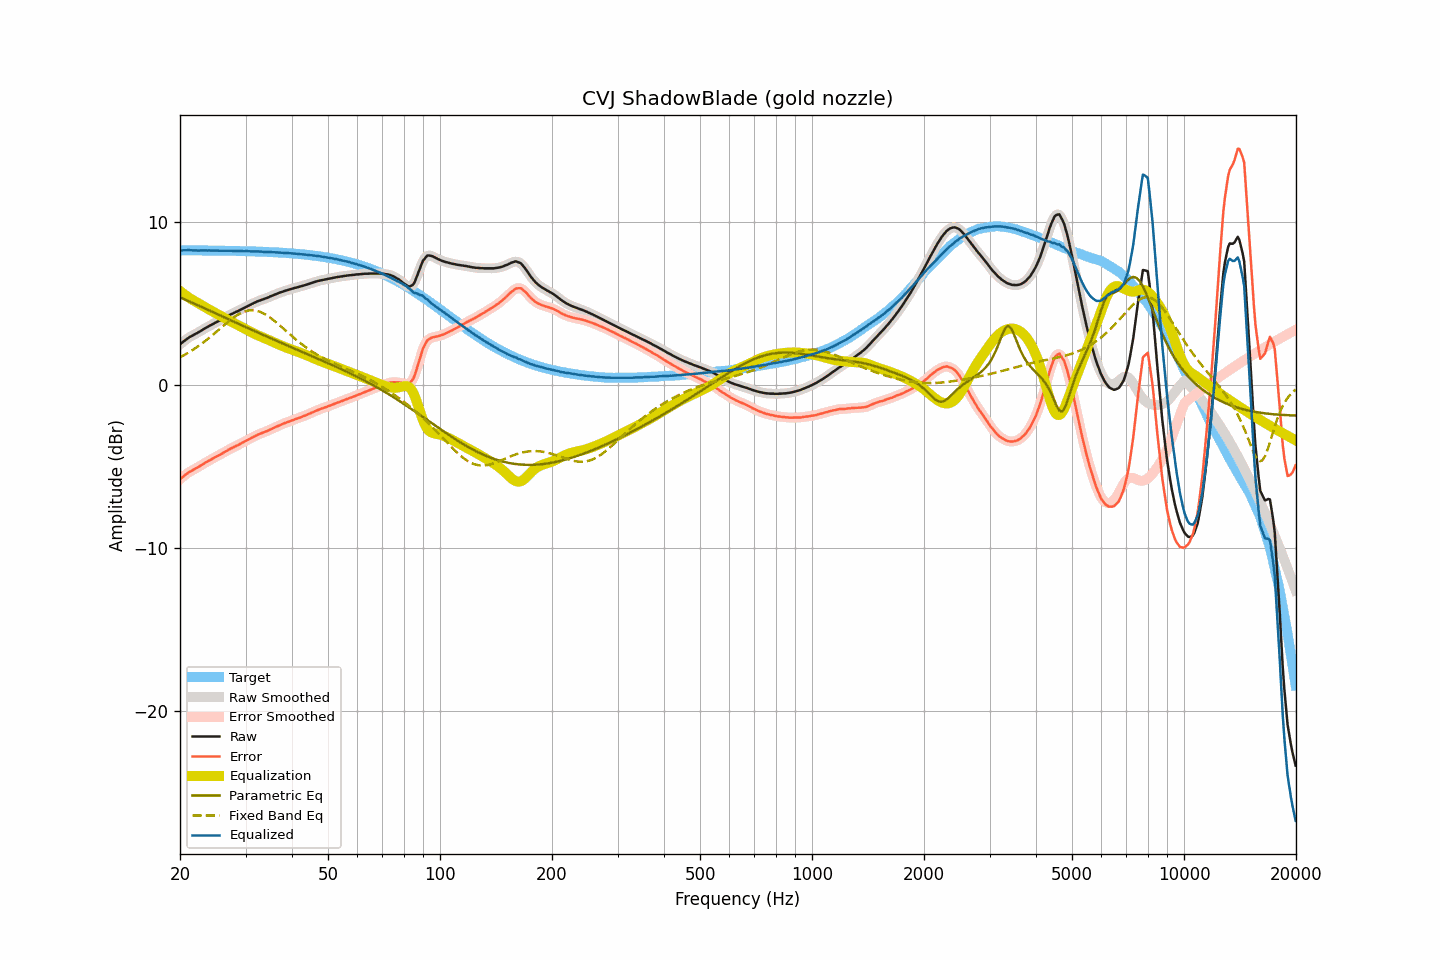 CVJ ShadowBlade (gold nozzle)
10
0
−10
−20
Amplitude (dBr)
Target
Raw Smoothed
Error Smoothed
Raw
Error
Equalization
Parametric Eq
Fixed Band Eq
Equalized
20 50 100 200 500 1000 2000 5000 10000 20000
Frequency (Hz)